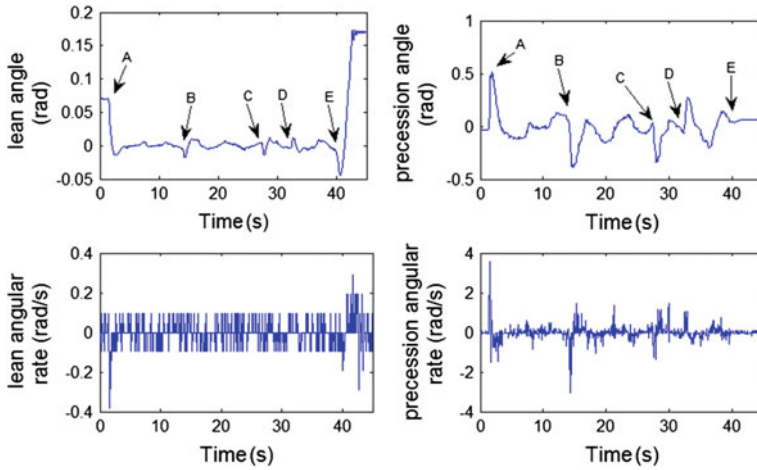 lean angle
(rad)
0.2
0.15
0.1
0.05
0
-0.05
A
B
C
D
E
0
10
20
30
40
Time (s)
precession angle
(rad)
1
0.5
0
-0.5
A
B
C
D
E
0
10
20
30
40
Time (s)
lean angular
rate (rad/s)
0.4
0.2
0
-0.2
-0.4
0
10
20
30
40
Time (s)
precession angular
rate (rad/s)
4
2
0
-2
-4
0
10
20
30
40
Time (s)